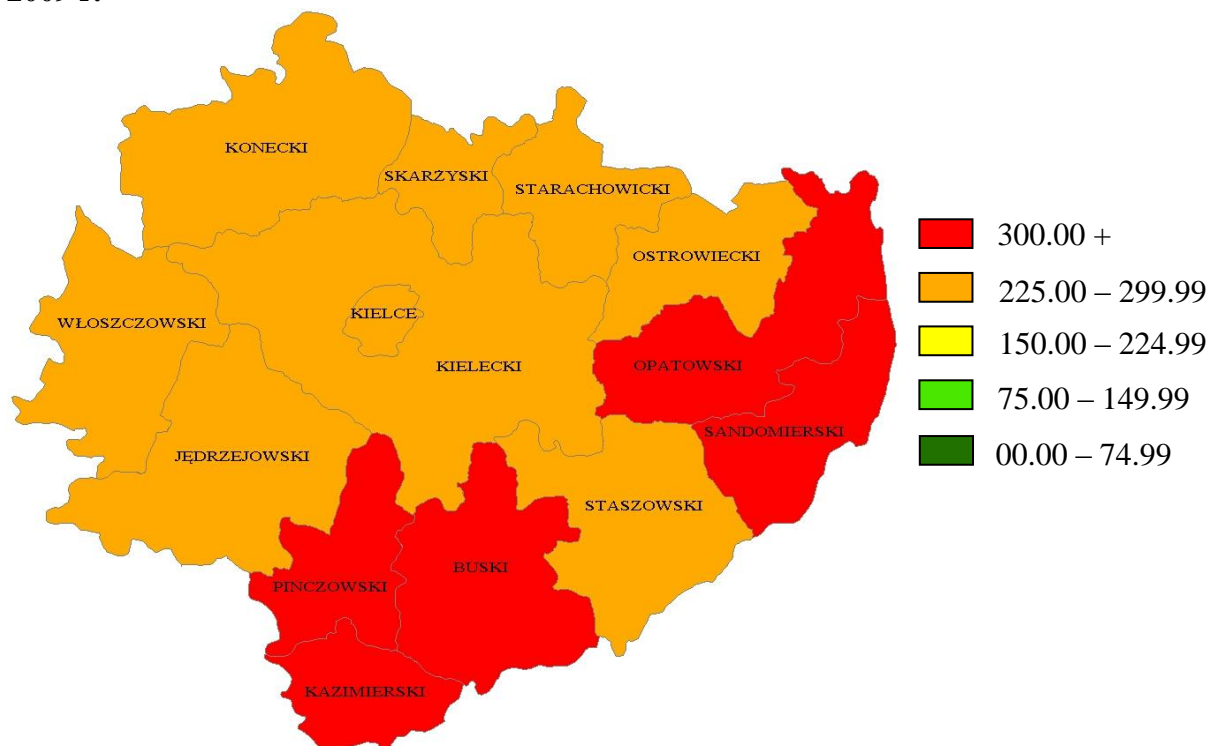 2009 r.
KONECKI
SKARŻYSKI
STARACHOWICKI
OSTROWIECKI
WŁOSZCZOWSKI
KIELCE
KIELECKI
OPATOWSKI
SANDOMIERSKI
JĘDRZEJOWSKI
STASZOWSKI
PINCZOWSKI
BUSKI
KAZIMIERSKI
300.00 +
225.00 – 299.99
150.00 – 224.99
75.00 – 149.99
00.00 – 74.99